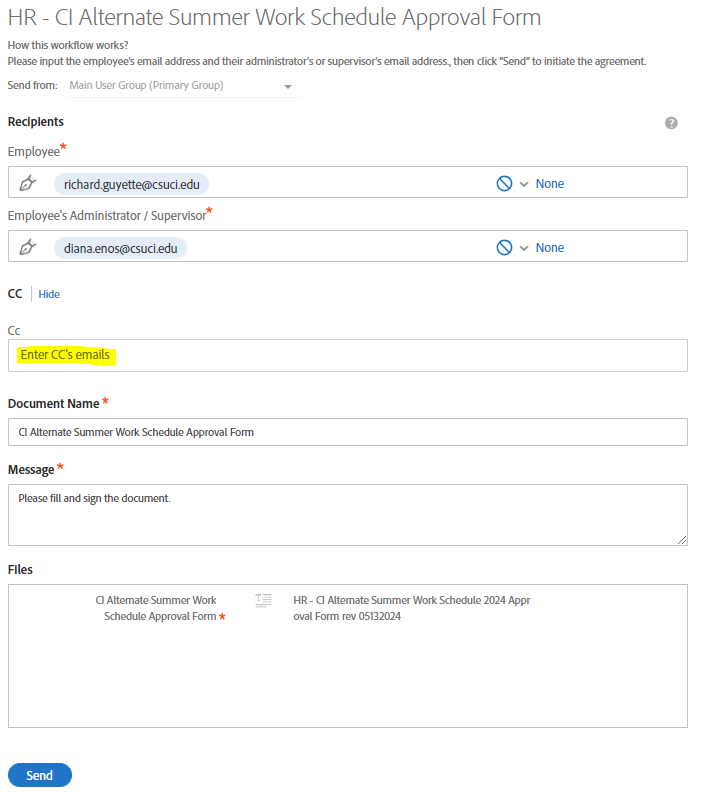 HR - CI Alternate Summer Work Schedule Approval Form
How this workflow works?
Please input the employee's email address and their administrator's or supervisor's email address., then click "Send" to initiate the agreement.
Send from: Main User Group (Primary Group)
Recipients ?
Employee*
richard.guyette@csuci.edu None
Employee's Administrator / Supervisor*
diana.enos@csuci.edu None
CC | Hide
Cc
Enter CC's emails
Document Name *
CI Alternate Summer Work Schedule Approval Form
Message *
Please fill and sign the document.
Files
CI Alternate Summer Work HR - CI Alternate Summer Work Schedule 2024 Appr
Schedule Approval Form * oval Form rev 05132024
Send